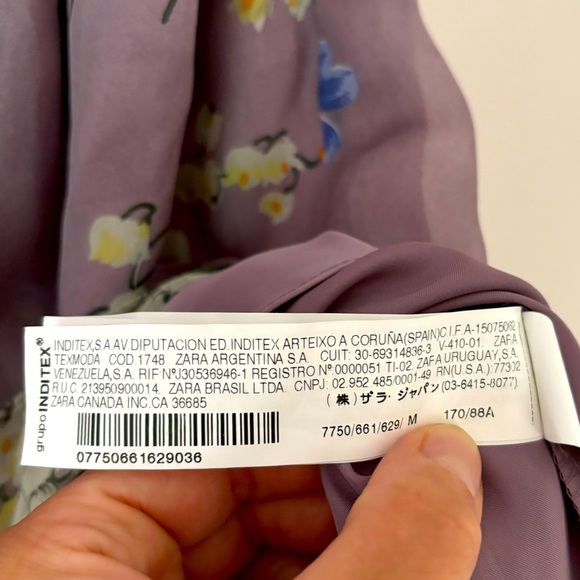 grupo INDITEX®
INDITEX,S.A AV.DIPUTACION ED INDITEX ARTEIXO A CORUÑA(SPAIN)C.I.F.A-15075062
TEXMODA COD 1748 ZARA ARGENTINA S.A. CUIT: 30-69314836-3 V-410-01. ZARA
VENEZUELA,S.A. RIF NºJ30536946-1 REGISTRO Nº:0000051 TI-02. ZARA URUGUAY,S.A.
R U C. 213950900014. ZARA BRASIL LTDA. CNPJ: 02.952 485/0001-49 RN(U.S.A.):77302
ZARA CANADA INC.CA 36685 (株)ザラ・ジャパン(03-6415-8077)
7750/661/629/ M 170/88A
07750661629036